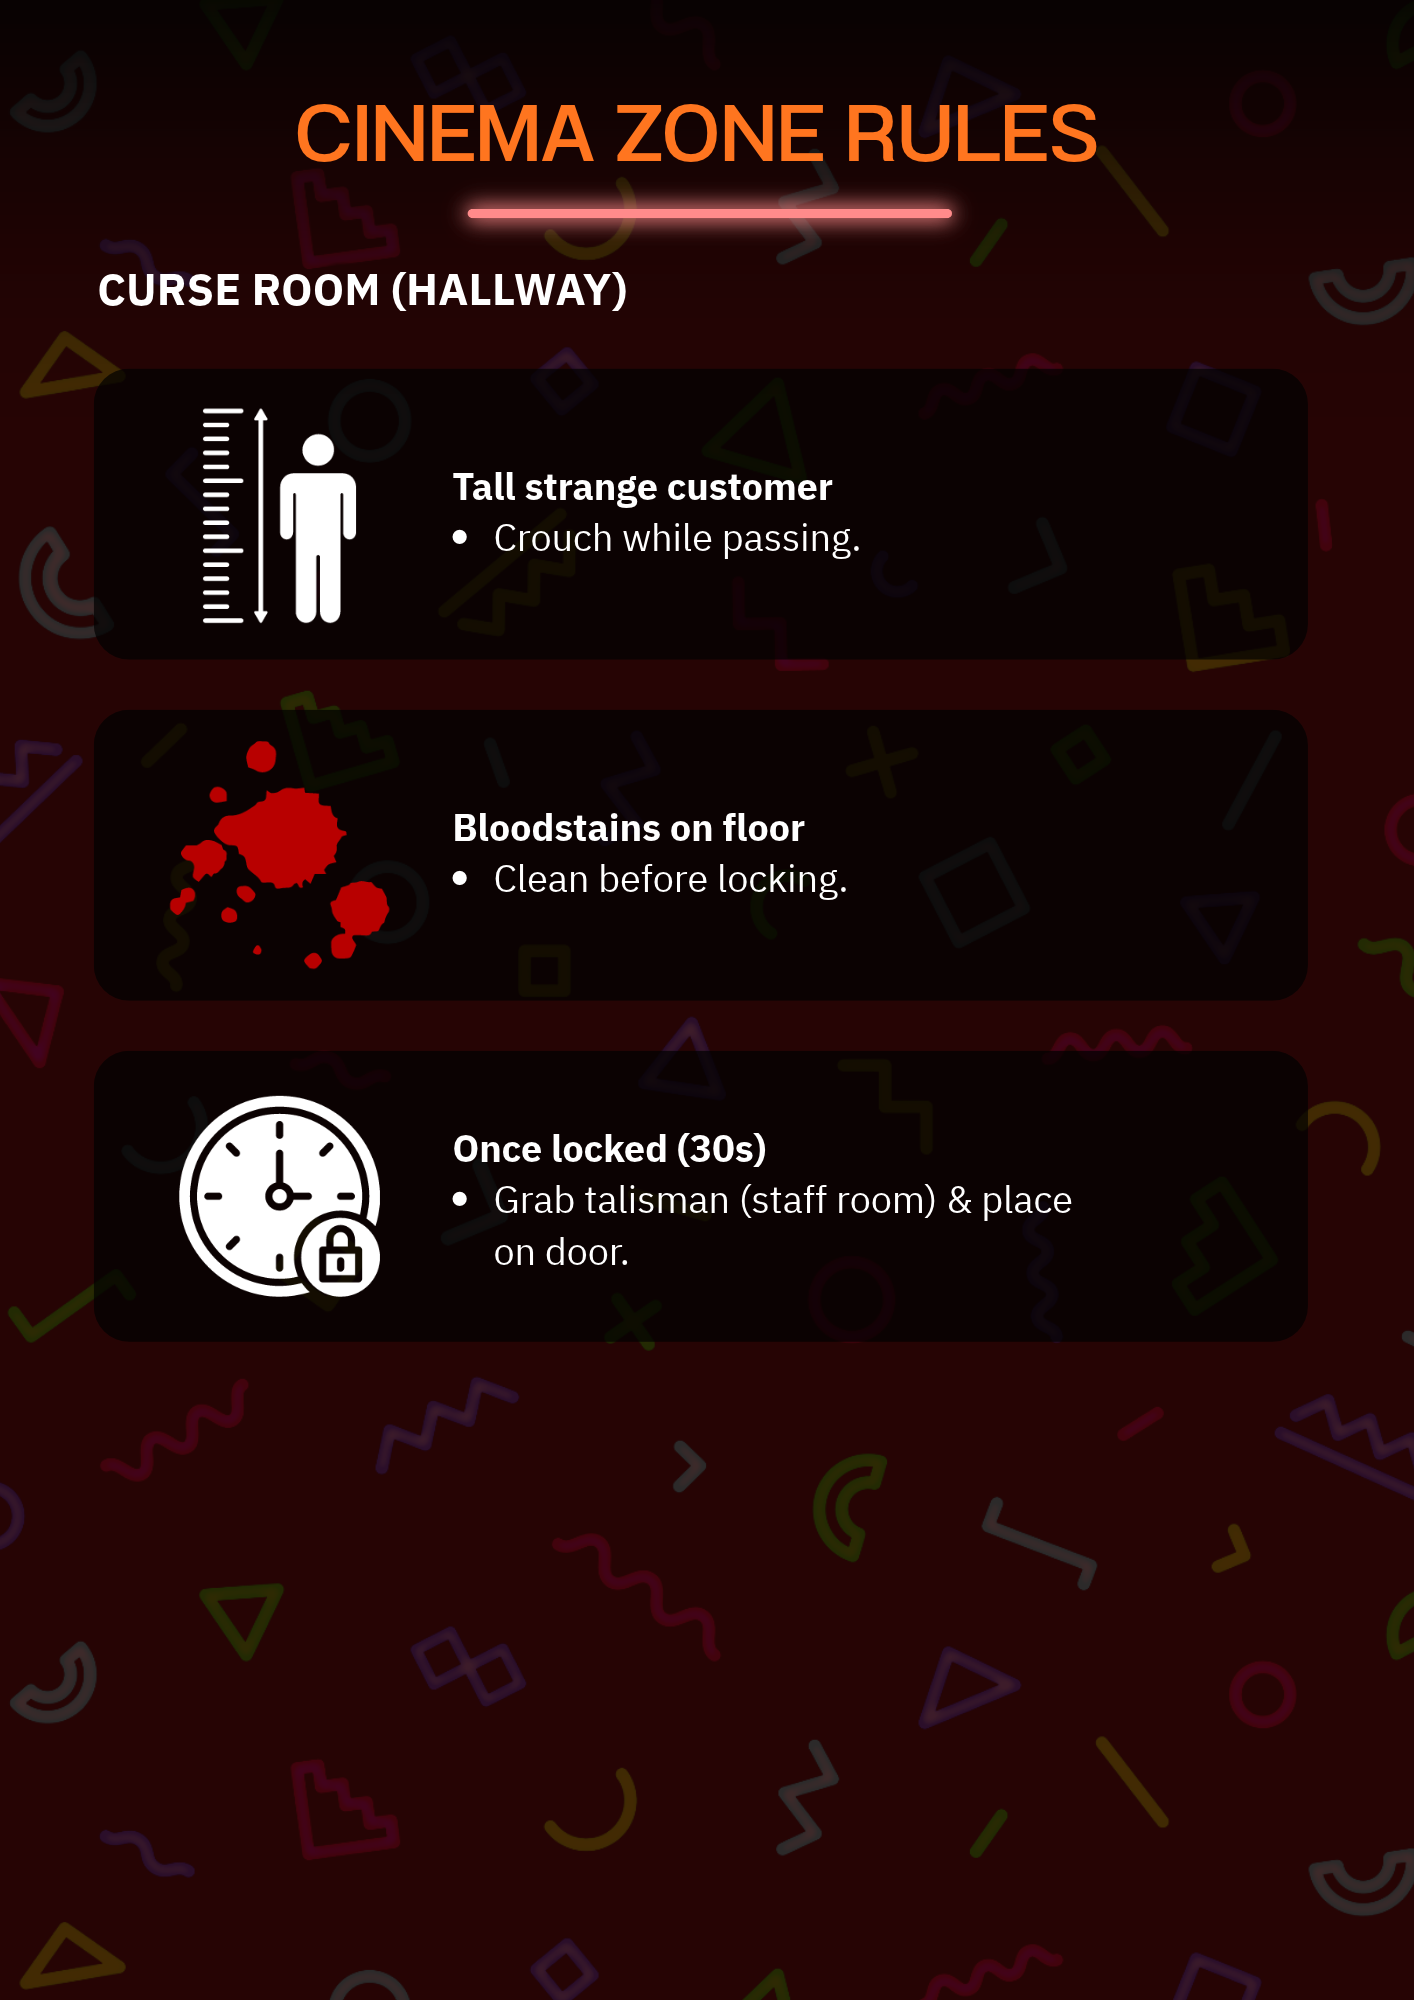 CINEMA ZONE RULES
CURSE ROOM (HALLWAY)
Tall strange customer
• Crouch while passing.
Bloodstains on floor
• Clean before locking.
Once locked (30s)
• Grab talisman (staff room) & place
on door.